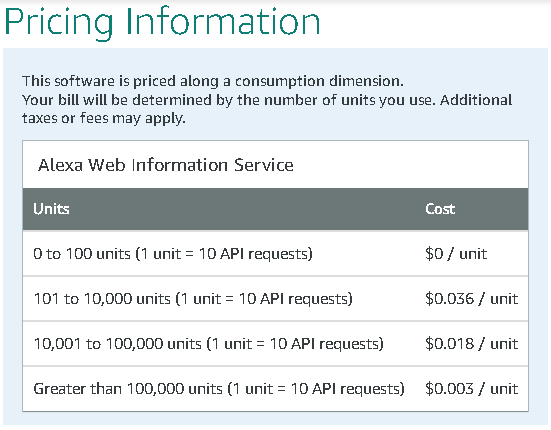 Pricing Information
This software is priced along a consumption dimension.
Your bill will be determined by the number of units you use. Additional
taxes or fees may apply.
Alexa Web Information Service
Units Cost
0 to 100 units (1 unit = 10 API requests) $0 / unit
101 to 10,000 units (1 unit = 10 API requests) $0.036 / unit
10,001 to 100,000 units (1 unit = 10 API requests) $0.018 / unit
Greater than 100,000 units (1 unit = 10 API requests) $0.003 / unit